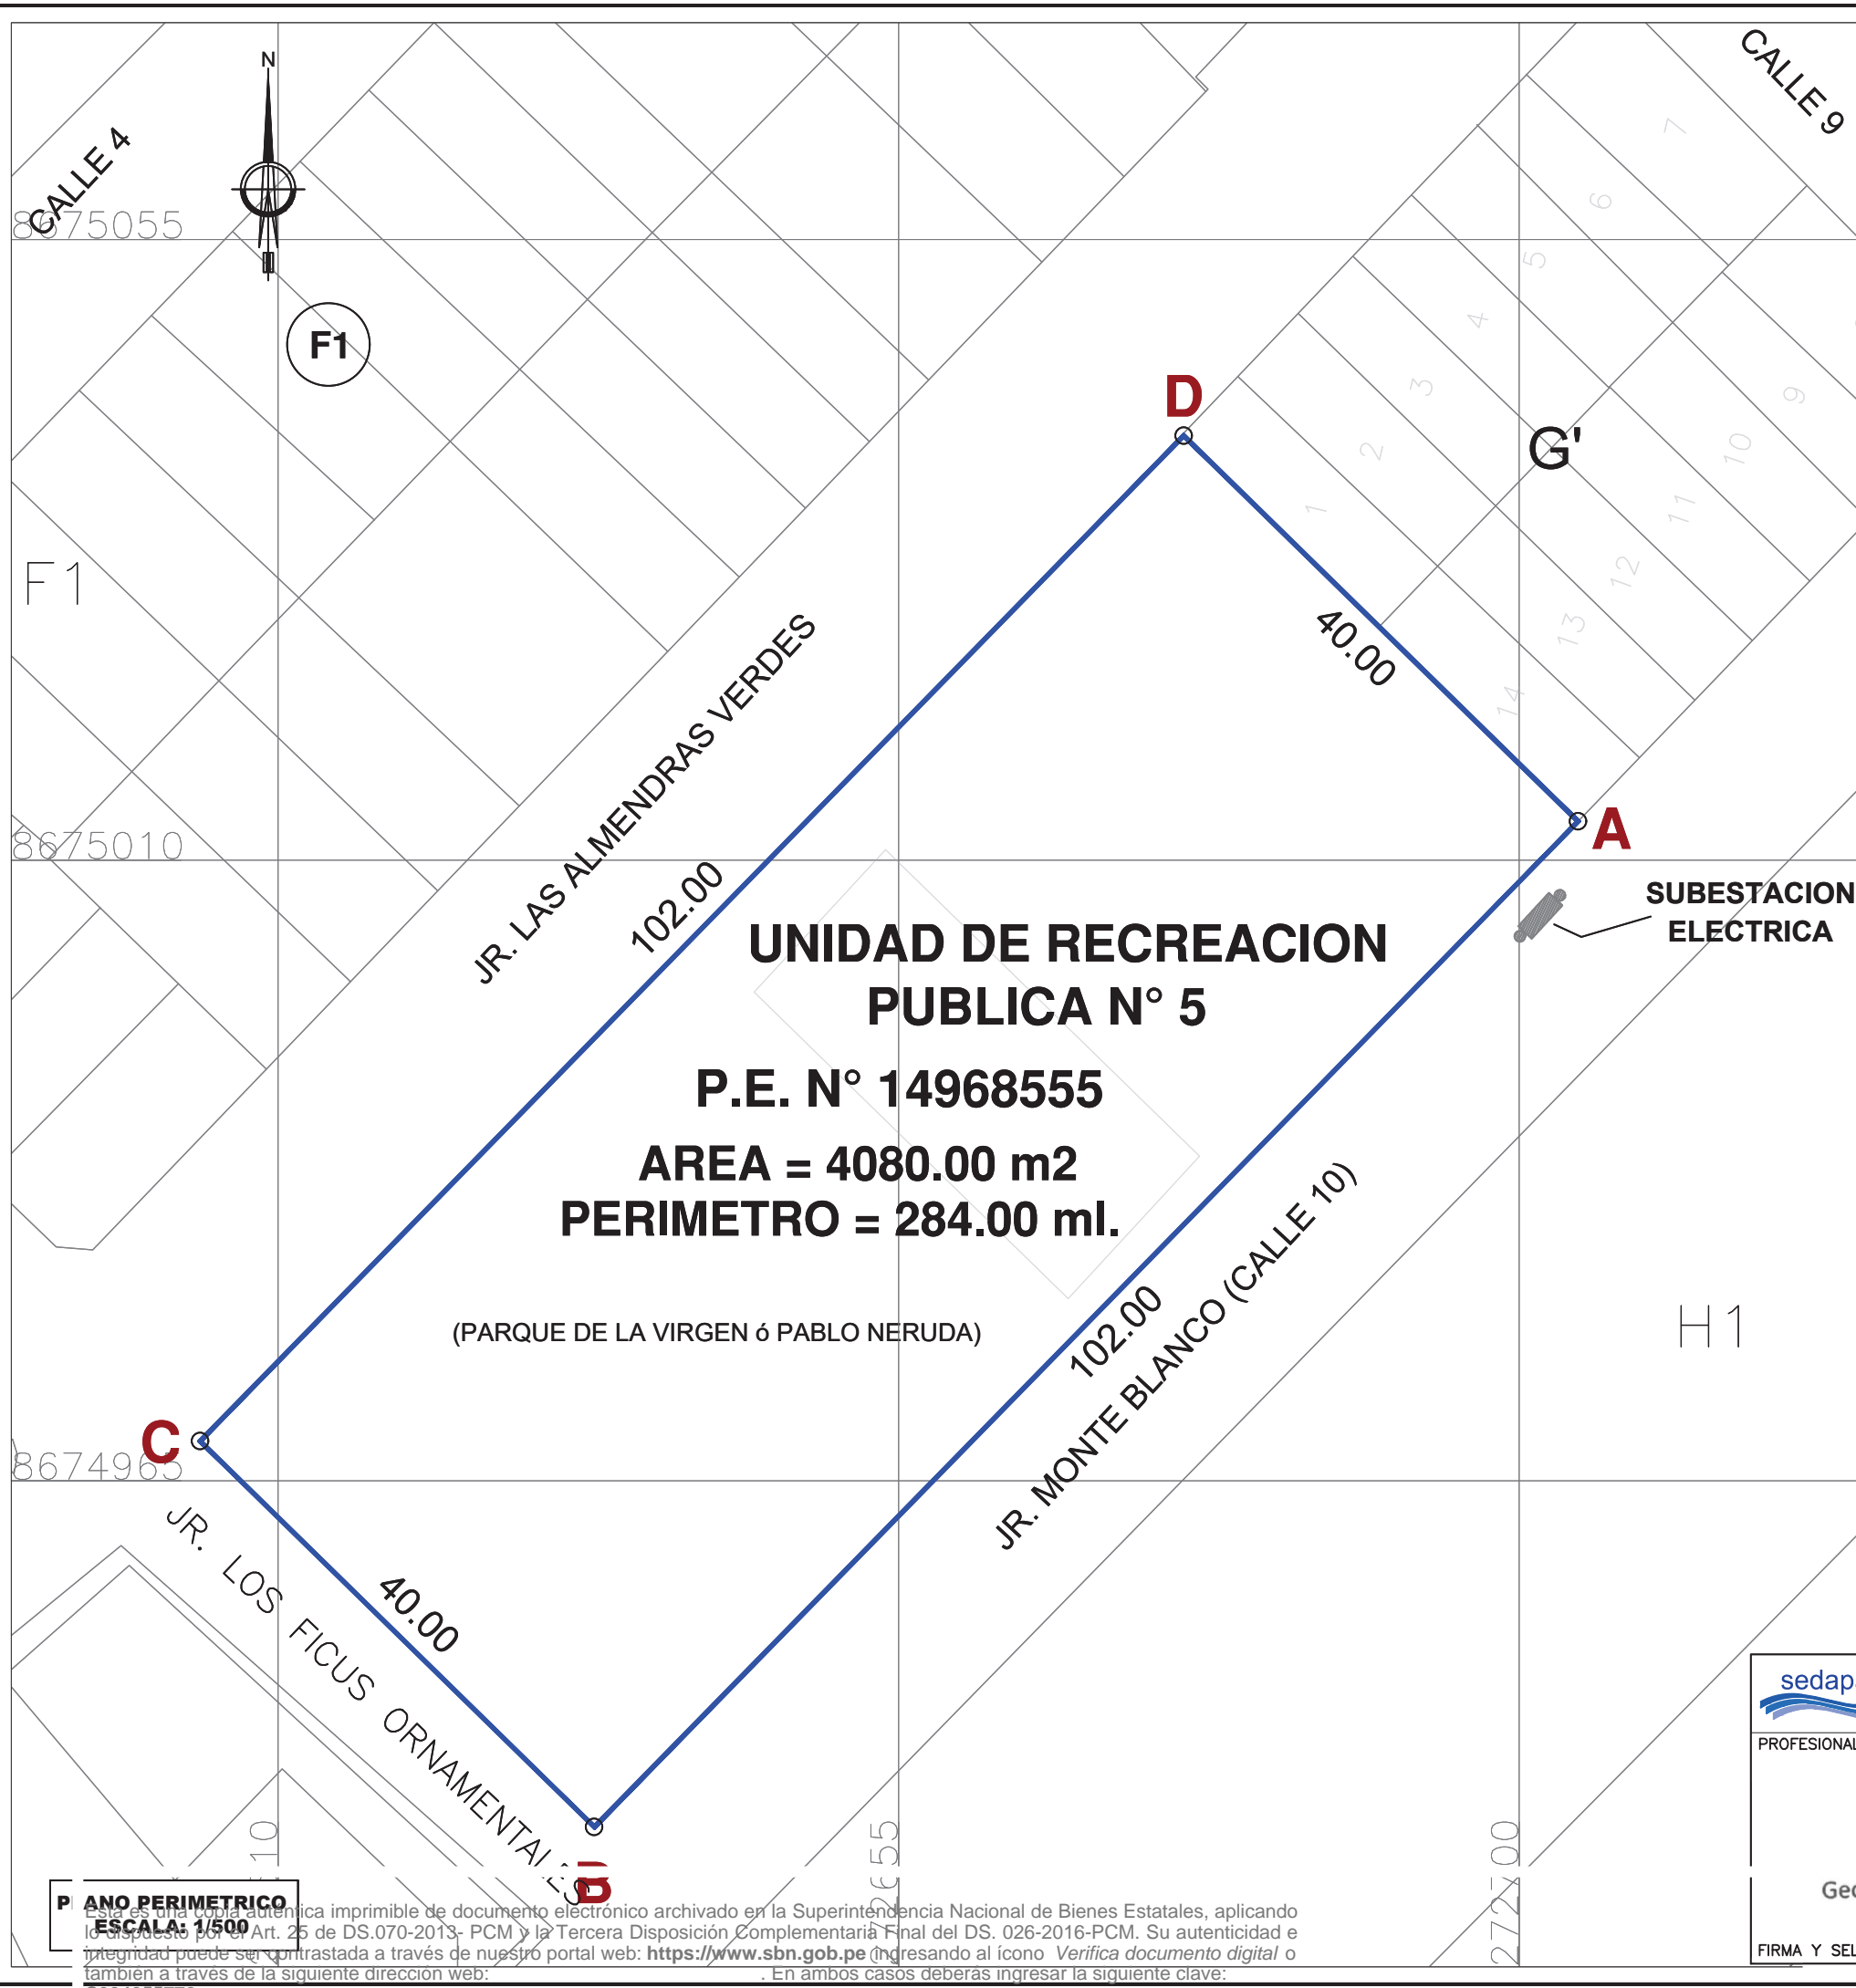 N
CALLE 4
CALLE 9
8675055
F1
7
6
5
4
3
2
1
9
10
11
12
13
14
D
G'
F1
40.00
JR. LAS ALMENDRAS VERDES
8675010
A
102.00
SUBESTACION
ELECTRICA
UNIDAD DE RECREACION
PUBLICA N° 5
P.E. N° 14968555
AREA = 4080.00 m2
PERIMETRO = 284.00 ml.
(PARQUE DE LA VIRGEN ó PABLO NERUDA)
102.00
JR. MONTE BLANCO (CALLE 10)
H1
C
8674965
JR. LOS FICUS ORNAMENTALES
40.00
B
272700
sedap
PROFESIONAL
Geo
FIRMA Y SEL
PLANO PERIMETRICO
ESCALA: 1/500
Esta es una copia auténtica imprimible de documento electrónico archivado en la Superintendencia Nacional de Bienes Estatales, aplicando
lo dispuesto por el Art. 25 de DS.070-2013- PCM y la Tercera Disposición Complementaria Final del DS. 026-2016-PCM. Su autenticidad e
integridad puede ser contrastada a través de nuestro portal web: https://www.sbn.gob.pe ingresando al ícono Verifica documento digital o
también a través de la siguiente dirección web: . En ambos casos deberás ingresar la siguiente clave: